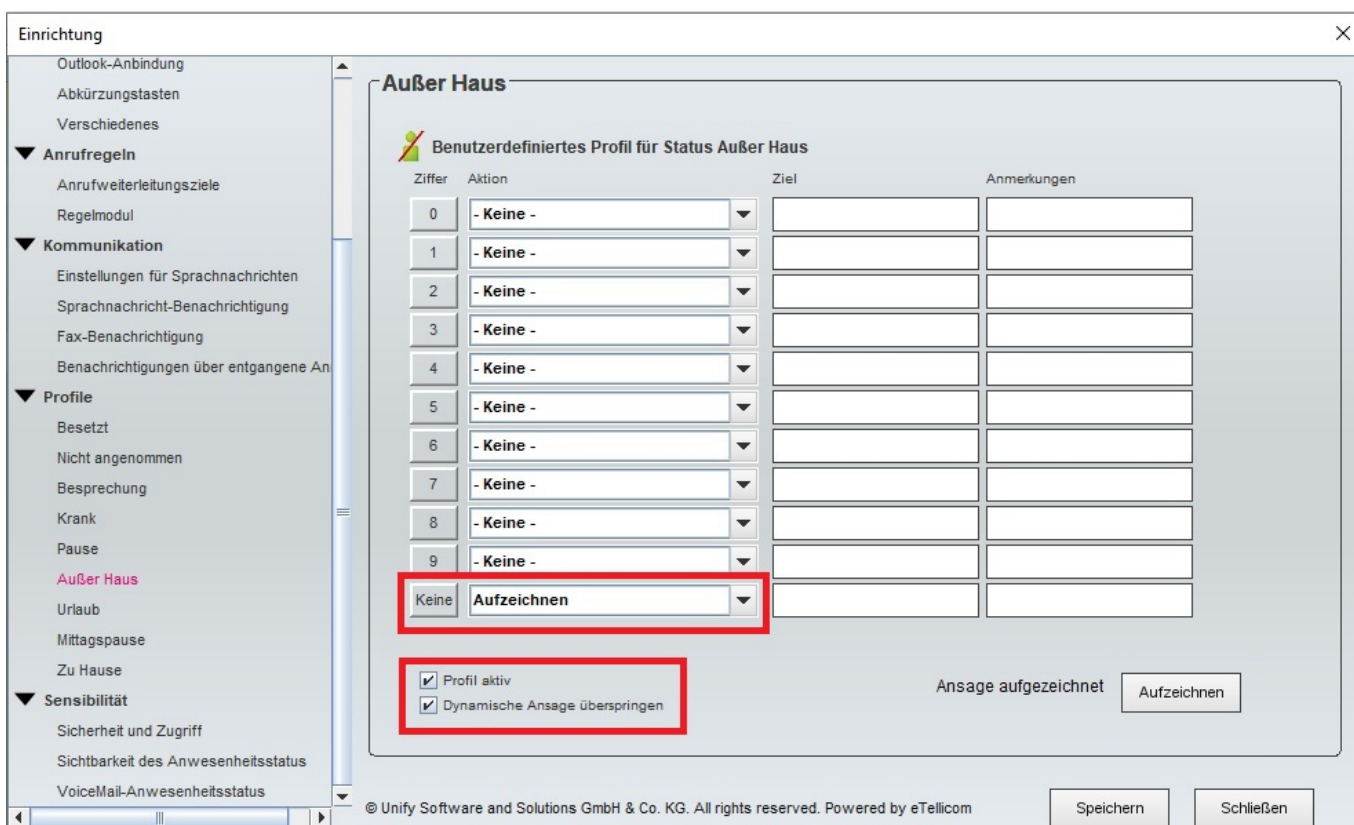 Einrichtung
Outlook-Anbindung
Abkürzungstasten
Verschiedenes
Anrufregeln
Anrufweiterleitungsziele
Regelmodul
Kommunikation
Einstellungen für Sprachnachrichten
Sprachnachricht-Benachrichtigung
Fax-Benachrichtigung
Benachrichtigungen über entgangene An
Profile
Besetzt
Nicht angenommen
Besprechung
Krank
Pause
Außer Haus
Urlaub
Mittagspause
Zu Hause
Sensibilität
Sicherheit und Zugriff
Sichtbarkeit des Anwesenheitsstatus
VoiceMail-Anwesenheitsstatus
Außer Haus
Benutzerdefiniertes Profil für Status Außer Haus
Ziffer Aktion Ziel Anmerkungen
0 - Keine -
1 - Keine -
2 - Keine -
3 - Keine -
4 - Keine -
5 - Keine -
6 - Keine -
7 - Keine -
8 - Keine -
9 - Keine -
Keine Aufzeichnen
Profil aktiv
Dynamische Ansage überspringen
Ansage aufgezeichnet Aufzeichnen
© Unify Software and Solutions GmbH & Co. KG. All rights reserved. Powered by eTellicom
Speichern Schließen